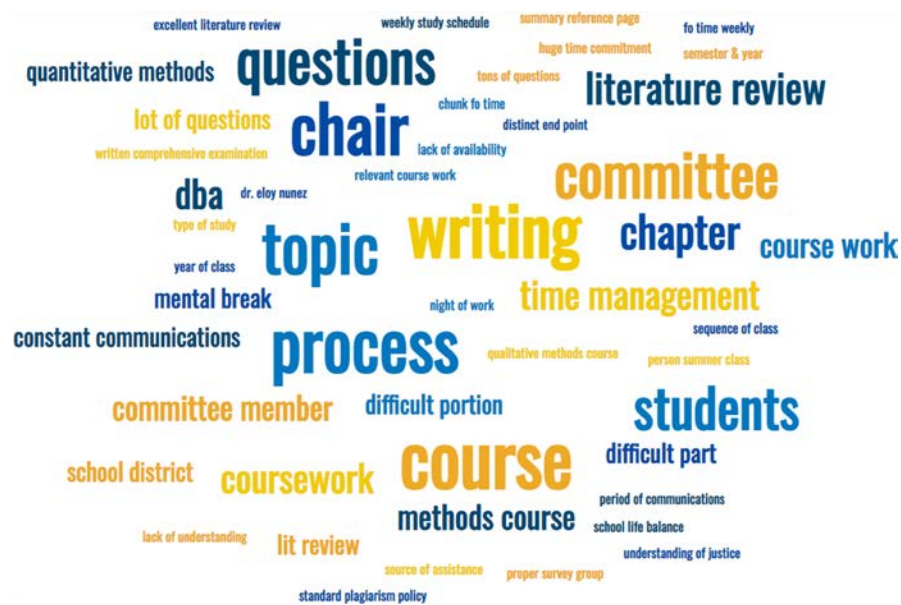 excellent literature review
weekly study schedule
summary reference page
fo time weekly
quantitative methods
questions
huge time commitment
semester & year
tons of questions
literature review
lot of questions
chair
chunk fo time
distinct end point
written comprehensive examination
lack of availability
relevant course work
committee
dba
dr. eloy nunez
type of study
topic
writing
chapter
course work
year of class
mental break
night of work
time management
constant communications
process
sequence of class
qualitative methods course
person summer class
committee member
difficult portion
students
school district
coursework
course
difficult part
methods course
period of communications
school life balance
lack of understanding
lit review
understanding of justice
source of assistance
proper survey group
standard plagiarism policy